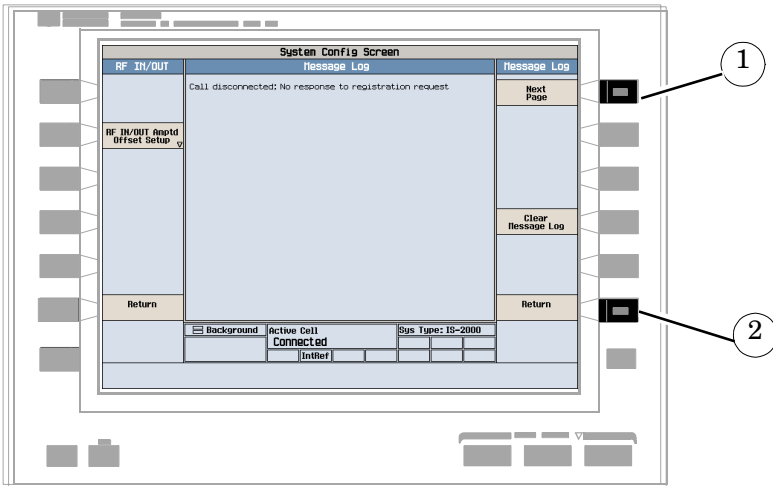 System Config Screen
RF IN/OUT
Message Log
Message Log
Call disconnected: No response to registration request
Next
Page
RF IN/OUT Amptd
Offset Setup
Clear
Message Log
Return
Return
Background
Active Cell
Sys Type: IS-2000
Connected
IntRef
1
2